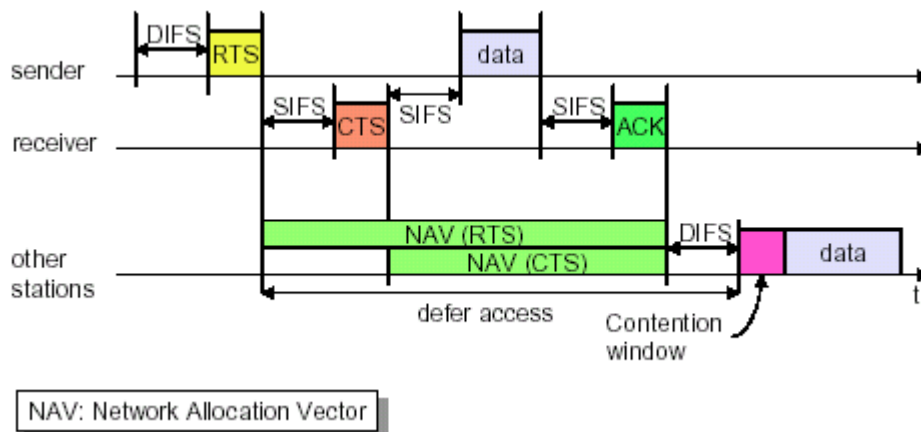 DIFS
RTS
data
sender
SIFS
CTS
SIFS
SIFS
ACK
receiver
NAV (RTS)
DIFS
NAV (CTS)
data
other
stations
t
defer access
Contention
window
NAV: Network Allocation Vector